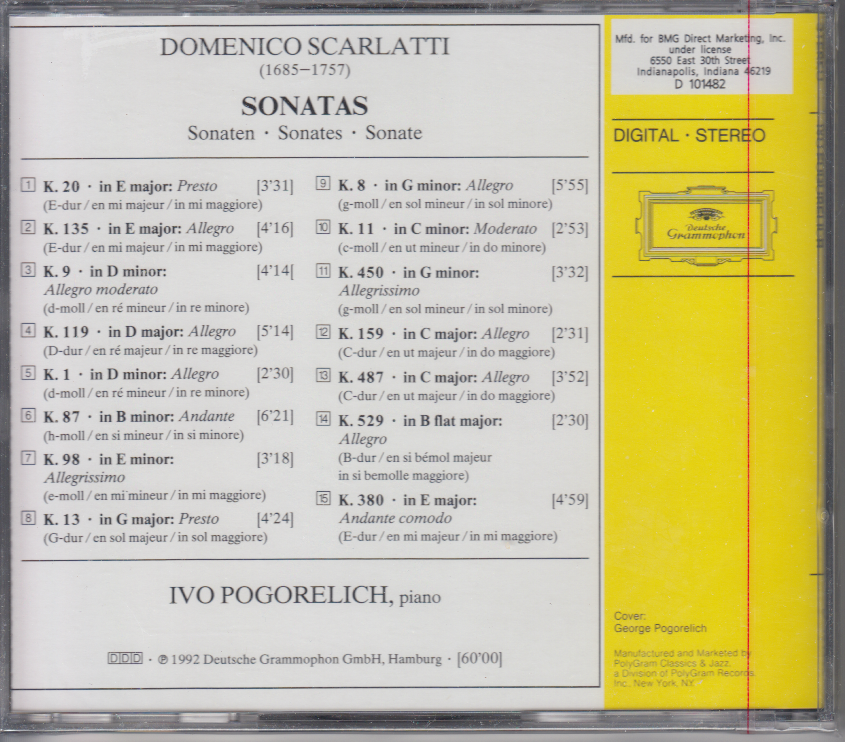 DOMENICO SCARLATTI
(1685–1757)
SONATAS
Sonaten · Sonates · Sonate
1 K. 20 · in E major: Presto [3'31]
(E-dur / en mi majeur / in mi maggiore)
2 K. 135 · in E major: Allegro [4'16]
(E-dur / en mi majeur / in mi maggiore)
3 K. 9 · in D minor: [4'14[
Allegro moderato
(d-moll / en ré mineur / in re minore)
4 K. 119 · in D major: Allegro [5'14]
(D-dur / en ré majeur / in re maggiore)
5 K. 1 · in D minor: Allegro [2'30]
(d-moll / en ré mineur / in re minore)
6 K. 87 · in B minor: Andante [6'21]
(h-moll / en si mineur / in si minore)
7 K. 98 · in E minor: [3'18]
Allegrissimo
(e-moll / en mi mineur / in mi maggiore)
8 K. 13 · in G major: Presto [4'24]
(G-dur / en sol majeur / in sol maggiore)
9 K. 8 · in G minor: Allegro [5'55]
(g-moll / en sol mineur / in sol minore)
10 K. 11 · in C minor: Moderato [2'53]
(c-moll / en ut mineur / in do minore)
11 K. 450 · in G minor: [3'32]
Allegrissimo
(g-moll / en sol mineur / in sol minore)
12 K. 159 · in C major: Allegro [2'31]
(C-dur / en ut majeur / in do maggiore)
13 K. 487 · in C major: Allegro [3'52]
(C-dur / en ut majeur / in do maggiore)
14 K. 529 · in B flat major: [2'30]
Allegro
(B-dur / en si bémol majeur
in si bemolle maggiore)
15 K. 380 · in E major: [4'59]
Andante comodo
(E-dur / en mi majeur / in mi maggiore)
IVO POGORELICH, piano
DDD · ℗ 1992 Deutsche Grammophon GmbH, Hamburg · [60'00]
Mfd. for BMG Direct Marketing, Inc.
under license
6550 East 30th Street
Indianapolis, Indiana 46219
D 101482
DIGITAL · STEREO
Deutsche
Grammophon
Cover:
George Pogorelich
Manufactured and Marketed by
PolyGram Classics & Jazz,
a Division of PolyGram Records,
Inc., New York, NY